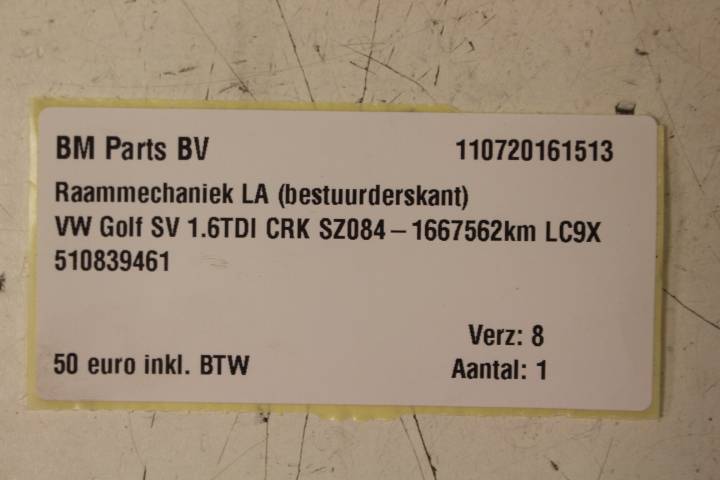 BM Parts BV 110720161513
Raammechaniek LA (bestuurderskant)
VW Golf SV 1.6TDI CRK SZ084 – 1667562km LC9X
510839461
Verz: 8
50 euro inkl. BTW Aantal: 1